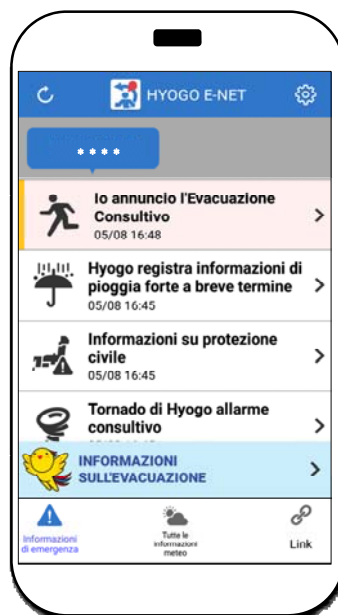 HYOGO E-NET
****
Io annuncio l'Evacuazione
Consultivo
05/08 16:48
Hyogo registra informazioni di
pioggia forte a breve termine
05/08 16:45
Informazioni su protezione
civile
05/08 16:45
Tornado di Hyogo allarme
consultivo
INFORMAZIONI
SULL'EVACUAZIONE
Informazioni
di emergenza
Tutte le
informazioni
meteo
Link